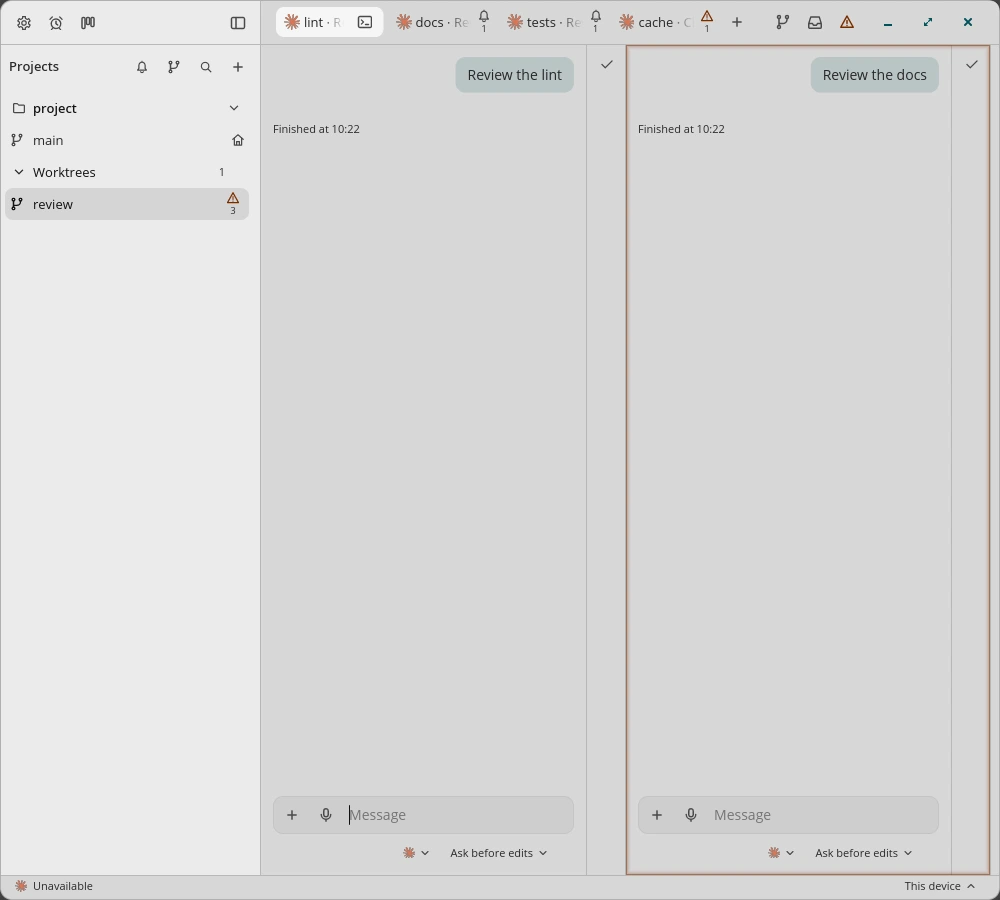 lint · R
docs · Re
1
tests · Re
1
cache · C
1
Projects
project
main
Worktrees
1
review
3
Review the lint
Finished at 10:22
Message
Ask before edits
Review the docs
Finished at 10:22
Message
Ask before edits
Unavailable
This device